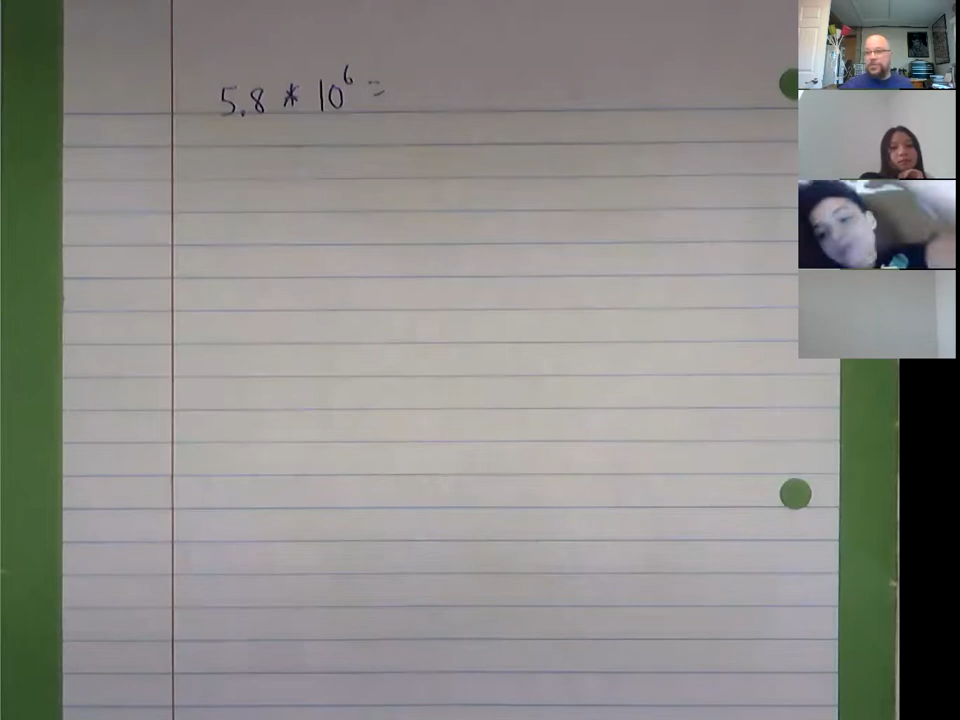 5.8 * 10⁶ =